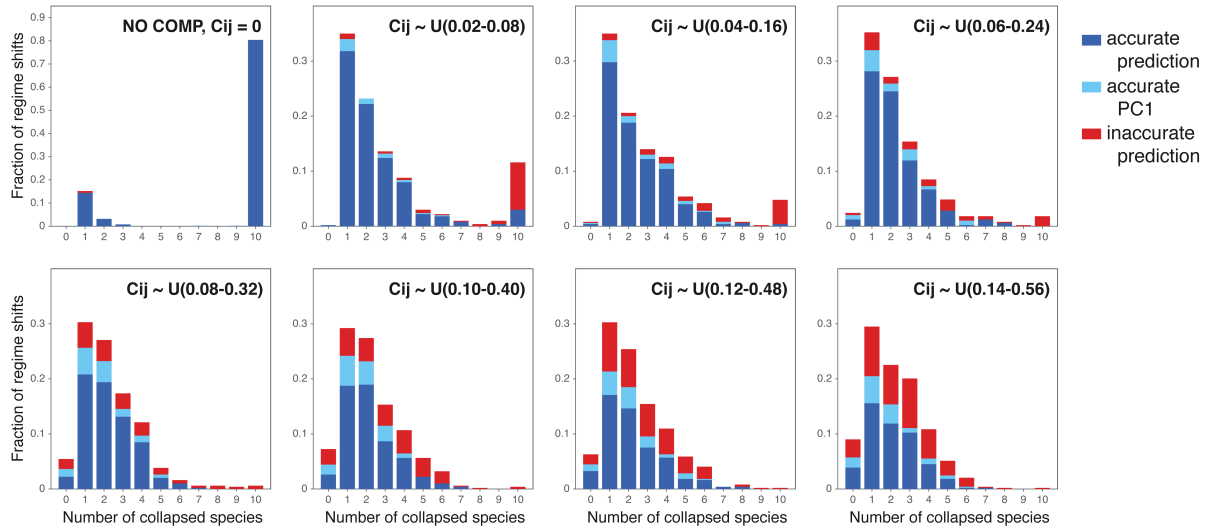 NO COMP, Cij = 0
Cij ~ U(0.02-0.08)
Cij ~ U(0.04-0.16)
Cij ~ U(0.06-0.24)
accurate
prediction
accurate
PC1
inaccurate
prediction
Fraction of regime shifts
0.9
0.8
0.7
0.6
0.5
0.4
0.3
0.2
0.1
0
0 1 2 3 4 5 6 7 8 9 10
0.3
0.2
0.1
0
0 1 2 3 4 5 6 7 8 9 10
0.3
0.2
0.1
0
0 1 2 3 4 5 6 7 8 9 10
0.3
0.2
0.1
0
0 1 2 3 4 5 6 7 8 9 10
Cij ~ U(0.08-0.32)
Cij ~ U(0.10-0.40)
Cij ~ U(0.12-0.48)
Cij ~ U(0.14-0.56)
Fraction of regime shifts
0.3
0.2
0.1
0
0 1 2 3 4 5 6 7 8 9 10
0.3
0.2
0.1
0
0 1 2 3 4 5 6 7 8 9 10
0.3
0.2
0.1
0
0 1 2 3 4 5 6 7 8 9 10
0.3
0.2
0.1
0
0 1 2 3 4 5 6 7 8 9 10
Number of collapsed species
Number of collapsed species
Number of collapsed species
Number of collapsed species